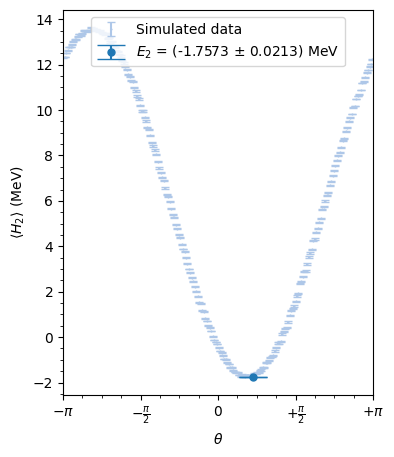 Simulated data
E₂ = (-1.7573 ± 0.0213) MeV
14
12
10
8
6
4
2
0
−2
⟨H₂⟩ (MeV)
−π
−π/2
0
+π/2
+π
θ